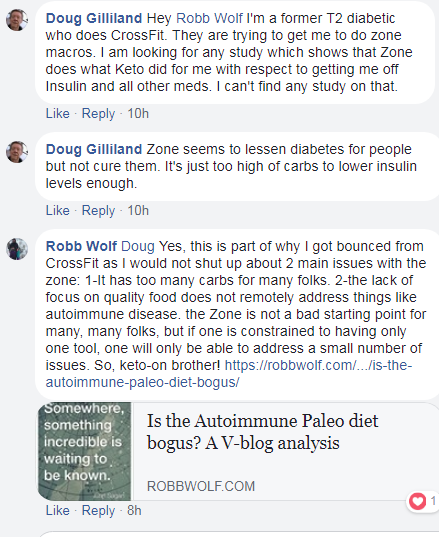 Doug Gilliland Hey Robb Wolf I'm a former T2 diabetic
who does CrossFit. They are trying to get me to do zone
macros. I am looking for any study which shows that Zone
does what Keto did for me with respect to getting me off
Insulin and all other meds. I can't find any study on that.
Like · Reply · 10h
Doug Gilliland Zone seems to lessen diabetes for people
but not cure them. It's just too high of carbs to lower insulin
levels enough.
Like · Reply · 10h
Robb Wolf Doug Yes, this is part of why I got bounced from
CrossFit as I would not shut up about 2 main issues with the
zone: 1-It has too many carbs for many folks. 2-the lack of
focus on quality food does not remotely address things like
autoimmune disease. the Zone is not a bad starting point for
many, many folks, but if one is constrained to having only
one tool, one will only be able to address a small number of
issues. So, keto-on brother! https://robbwolf.com/.../is-the-
autoimmune-paleo-diet-bogus/
Somewhere,
something
incredible is
waiting to
be known.
Is the Autoimmune Paleo diet
bogus? A V-blog analysis
ROBBWOLF.COM
1
Like · Reply · 8h